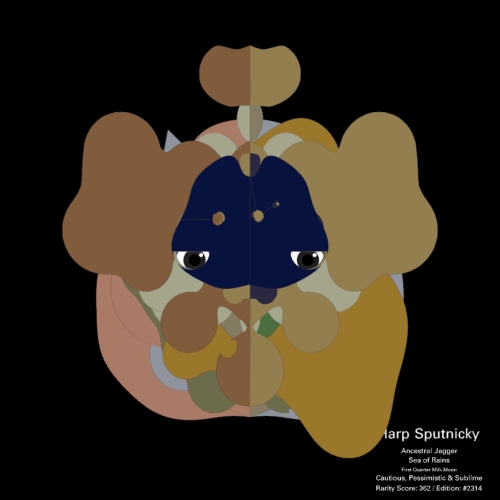 Harp Sputnicky
Ancestral Jagger
Sea of Rains
First Quarter Milk Moon
Cautious, Pessimistic & Sublime
Rarity Score: 362 / Edition: #2314